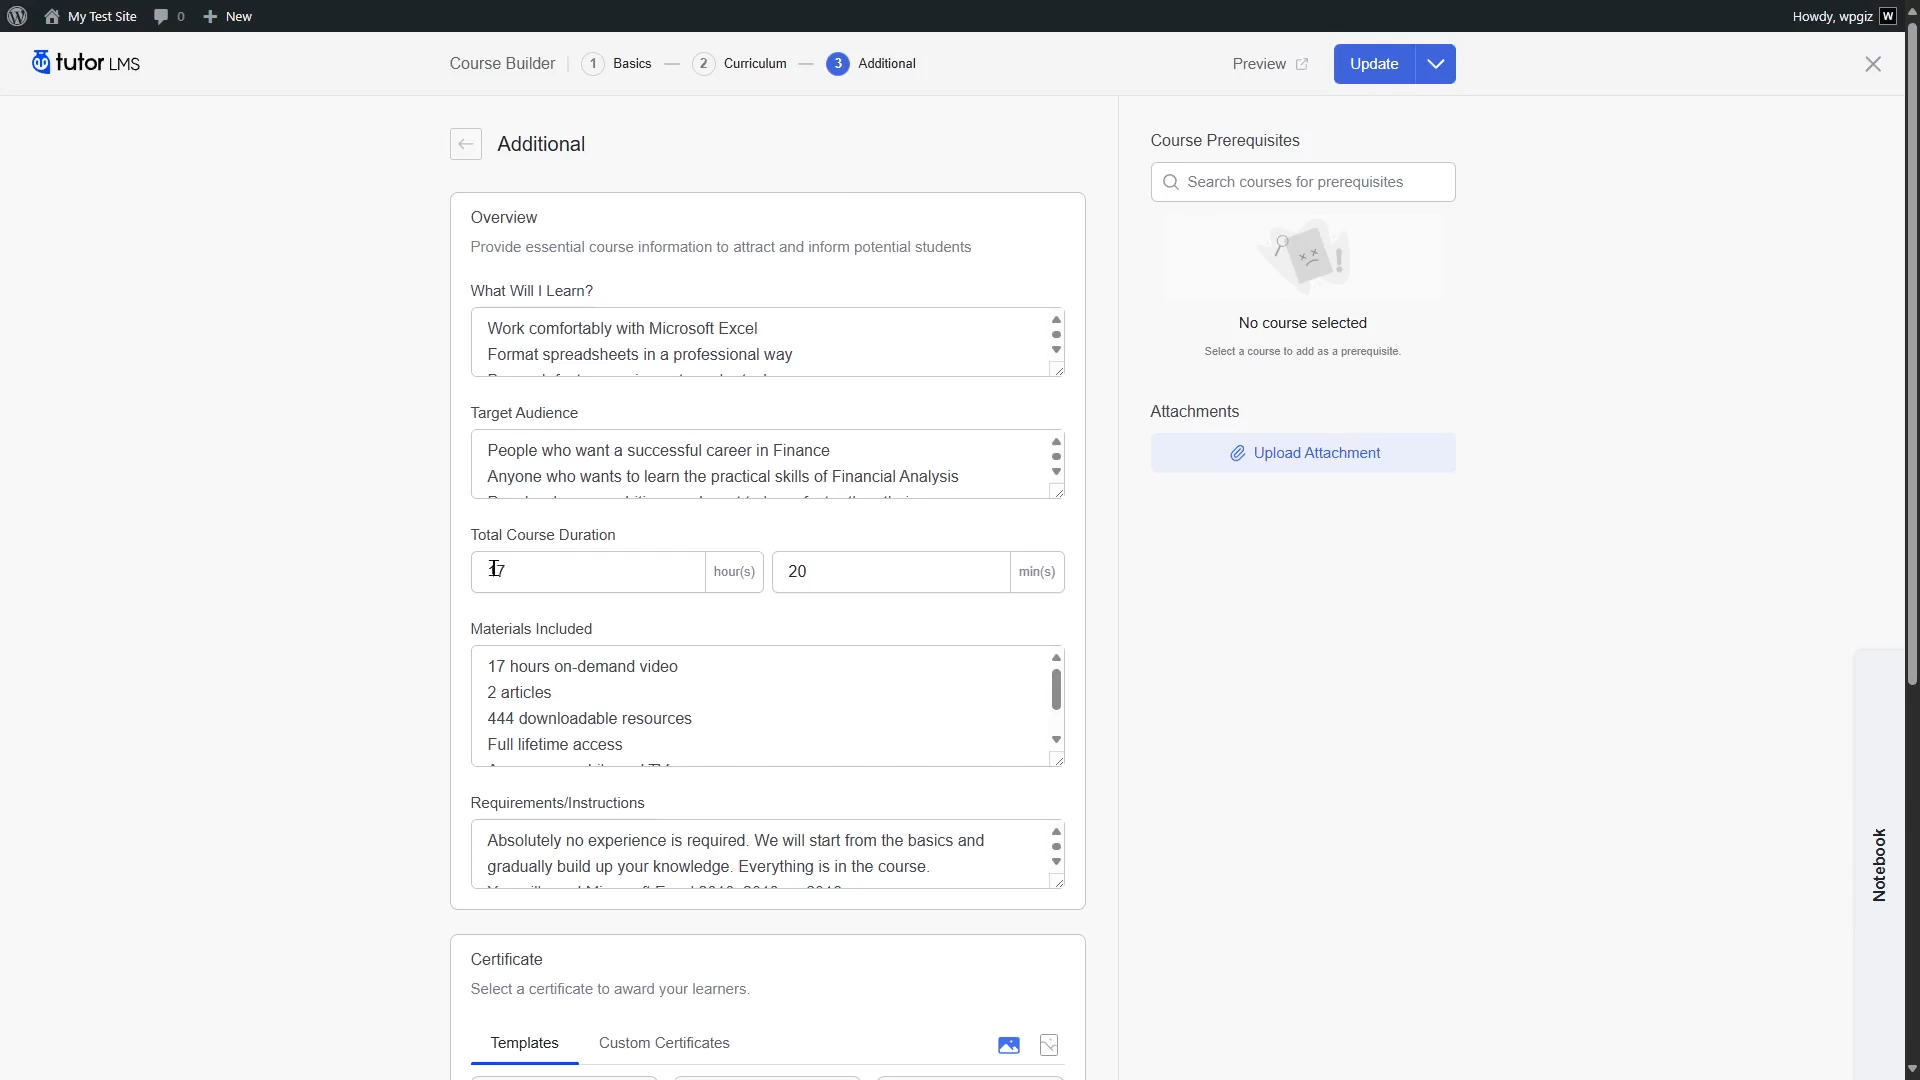 My Test Site 0 New Howdy, wpgiz W
tutor LMS Course Builder 1 Basics 2 Curriculum 3 Additional Preview Update
Additional
Overview
Provide essential course information to attract and inform potential students
What Will I Learn?
Work comfortably with Microsoft Excel
Format spreadsheets in a professional way
Target Audience
People who want a successful career in Finance
Anyone who wants to learn the practical skills of Financial Analysis
Total Course Duration
17 hour(s) 20 min(s)
Materials Included
17 hours on-demand video
2 articles
444 downloadable resources
Full lifetime access
Requirements/Instructions
Absolutely no experience is required. We will start from the basics and
gradually build up your knowledge. Everything is in the course.
Certificate
Select a certificate to award your learners.
Templates Custom Certificates
Course Prerequisites
Search courses for prerequisites
No course selected
Select a course to add as a prerequisite.
Attachments
Upload Attachment
Notebook